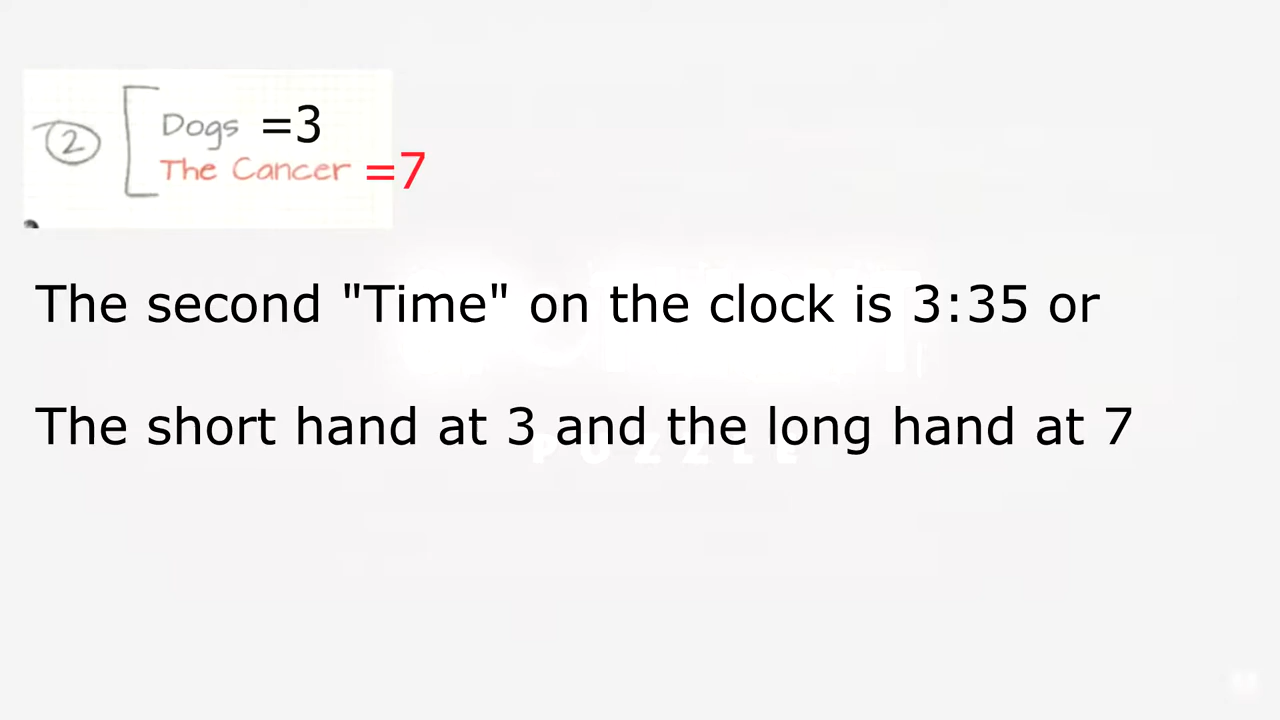 ② Dogs =3
The Cancer =7
The second "Time" on the clock is 3:35 or
The short hand at 3 and the long hand at 7
PUZZLE